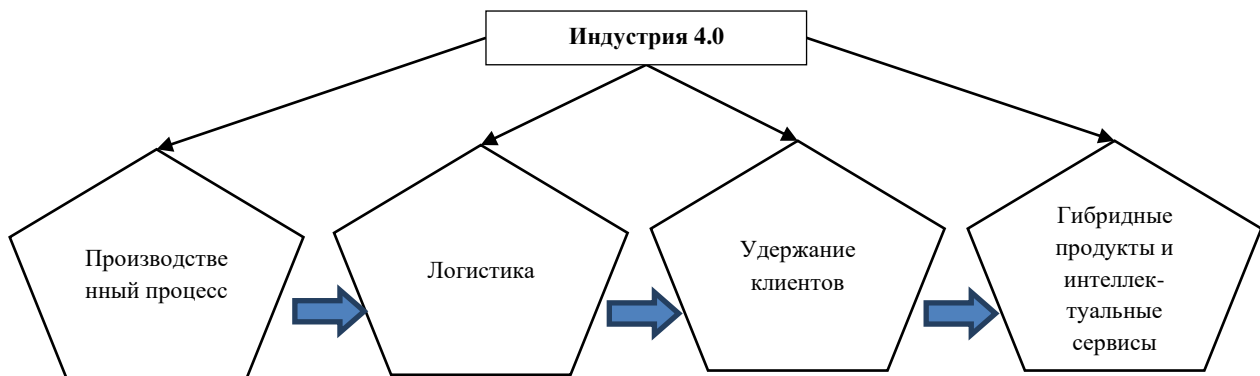 Индустрия 4.0
Производстве
нный процесс
Логистика
Удержание
клиентов
Гибридные
продукты и
интеллек-
туальные
сервисы